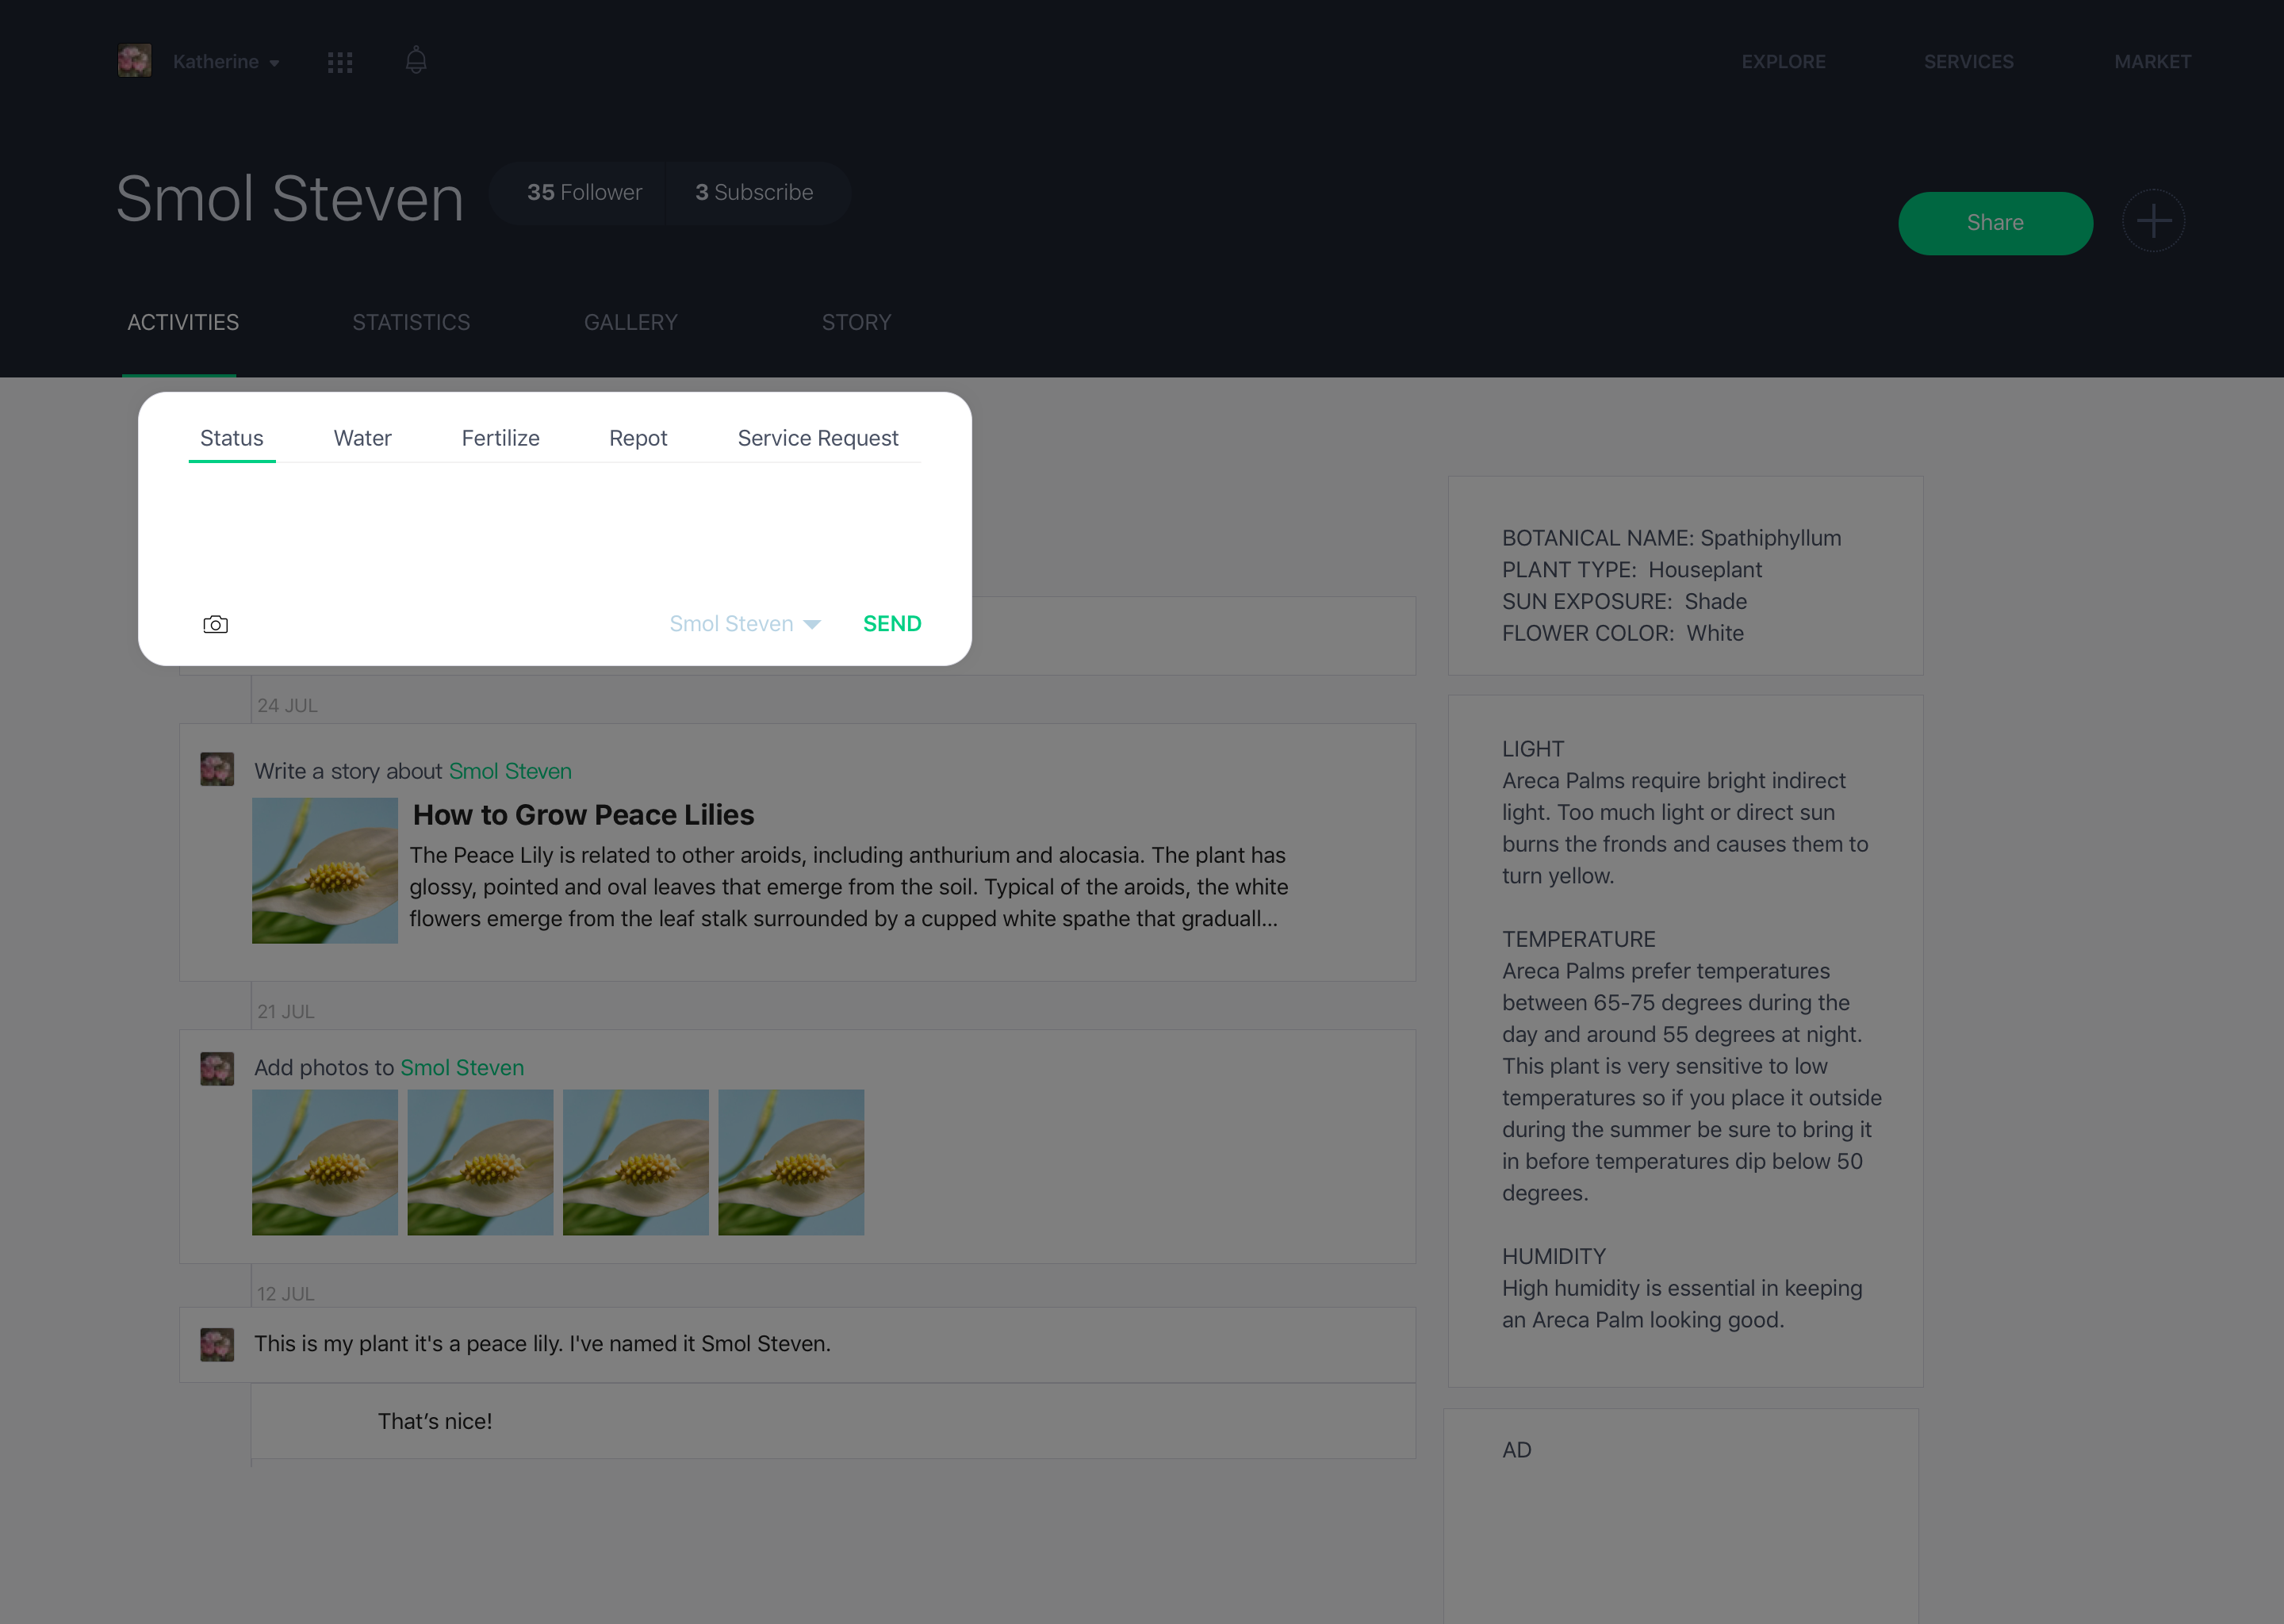 Katherine
EXPLORE
SERVICES
MARKET
Smol Steven
35 Follower
3 Subscribe
Share
ACTIVITIES
STATISTICS
GALLERY
STORY
Status
Water
Fertilize
Repot
Service Request
Smol Steven
SEND
24 JUL
Write a story about Smol Steven
How to Grow Peace Lilies
The Peace Lily is related to other aroids, including anthurium and alocasia. The plant has
glossy, pointed and oval leaves that emerge from the soil. Typical of the aroids, the white
flowers emerge from the leaf stalk surrounded by a cupped white spathe that graduall...
21 JUL
Add photos to Smol Steven
12 JUL
This is my plant it's a peace lily. I've named it Smol Steven.
That’s nice!
BOTANICAL NAME: Spathiphyllum
PLANT TYPE:  Houseplant
SUN EXPOSURE:  Shade
FLOWER COLOR:  White
LIGHT
Areca Palms require bright indirect
light. Too much light or direct sun
burns the fronds and causes them to
turn yellow.
TEMPERATURE
Areca Palms prefer temperatures
between 65-75 degrees during the
day and around 55 degrees at night.
This plant is very sensitive to low
temperatures so if you place it outside
during the summer be sure to bring it
in before temperatures dip below 50
degrees.
HUMIDITY
High humidity is essential in keeping
an Areca Palm looking good.
AD